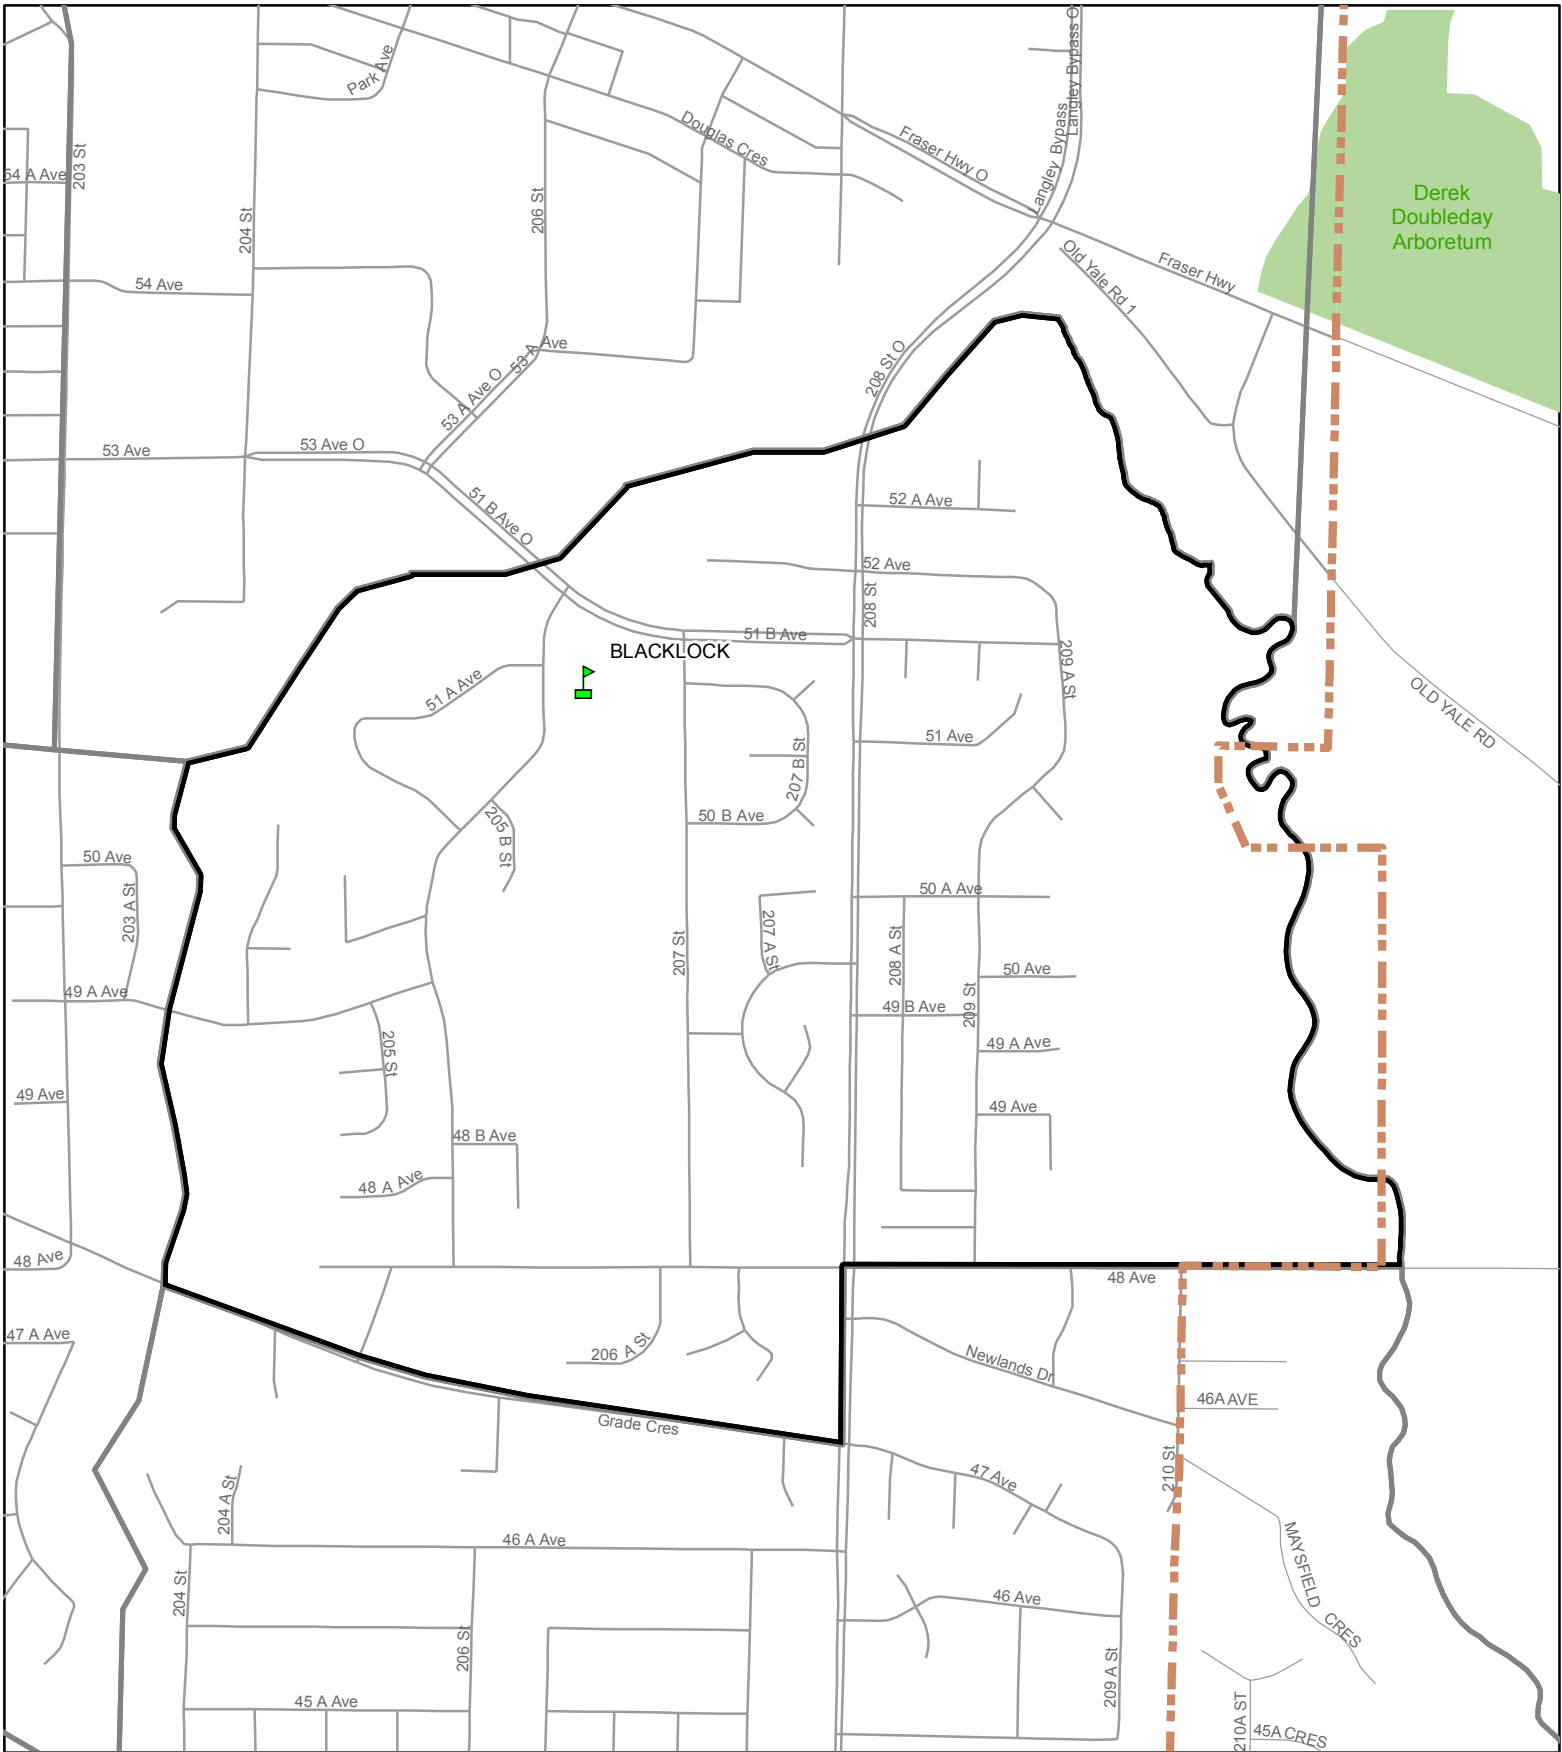 Langley Bypass O
Park Ave
Douglas Cres
Fraser Hwy O
Langley Bypass
203 St
54 A Ave
204 St
206 St
Derek
Doubleday
Arboretum
Old Yale Rd 1
Fraser Hwy
54 Ave
53 A Ave
53 A Ave O
208 St O
53 Ave
53 Ave O
51 B Ave O
52 A Ave
52 Ave
208 St
51 B Ave
BLACKLOCK
209 A St
51 A Ave
OLD YALE RD
51 Ave
207 B St
50 B Ave
205 B St
50 Ave
203 A St
50 A Ave
207 A St
207 St
208 A St
50 Ave
49 A Ave
49 B Ave
209 St
205 St
49 A Ave
49 Ave
49 Ave
48 B Ave
48 A Ave
48 Ave
48 Ave
47 A Ave
206 A St
Newlands Dr
46A AVE
Grade Cres
47 Ave
210 St
204 A St
46 A Ave
MAYSFIELD CRES
204 St
46 Ave
206 St
209 A St
45 A Ave
210A ST
45A CRES